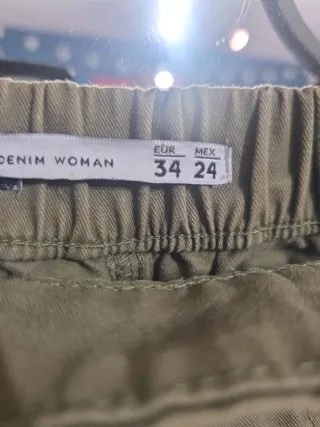 DENIM WOMAN
EUR MEX
34 24